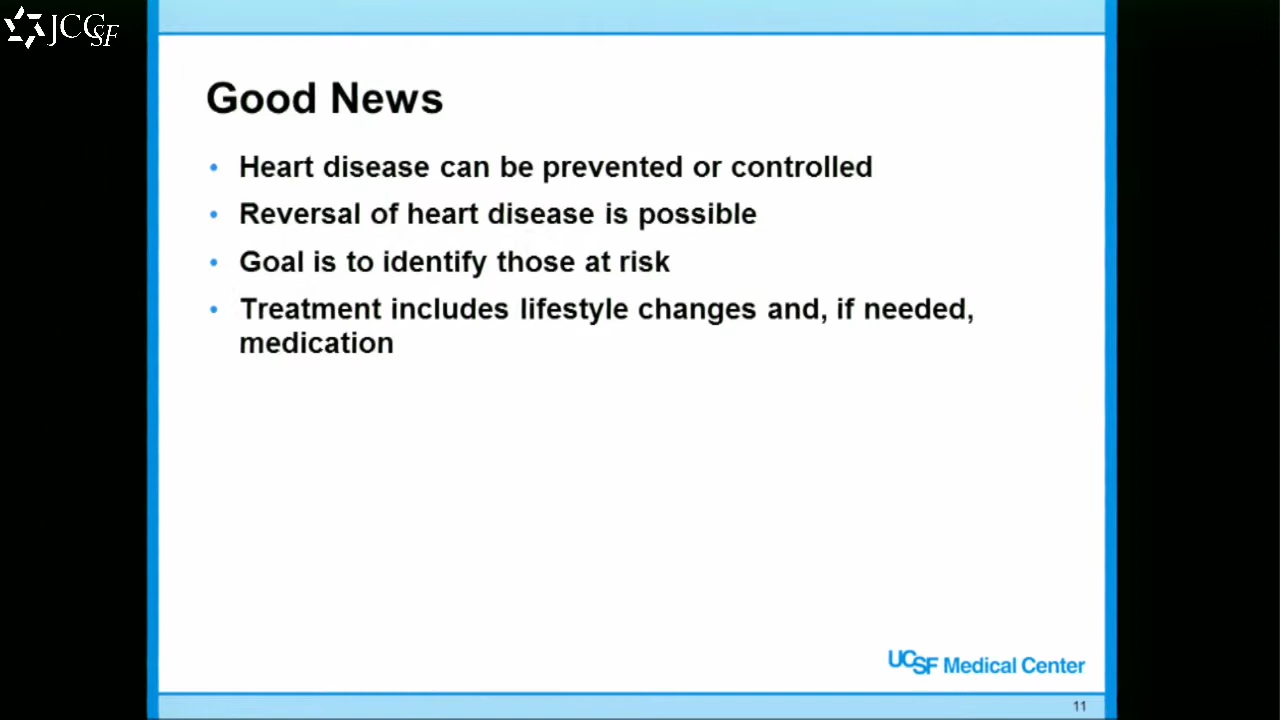 JCCSF
Good News
• Heart disease can be prevented or controlled
• Reversal of heart disease is possible
• Goal is to identify those at risk
• Treatment includes lifestyle changes and, if needed,
medication
UCSF Medical Center
11